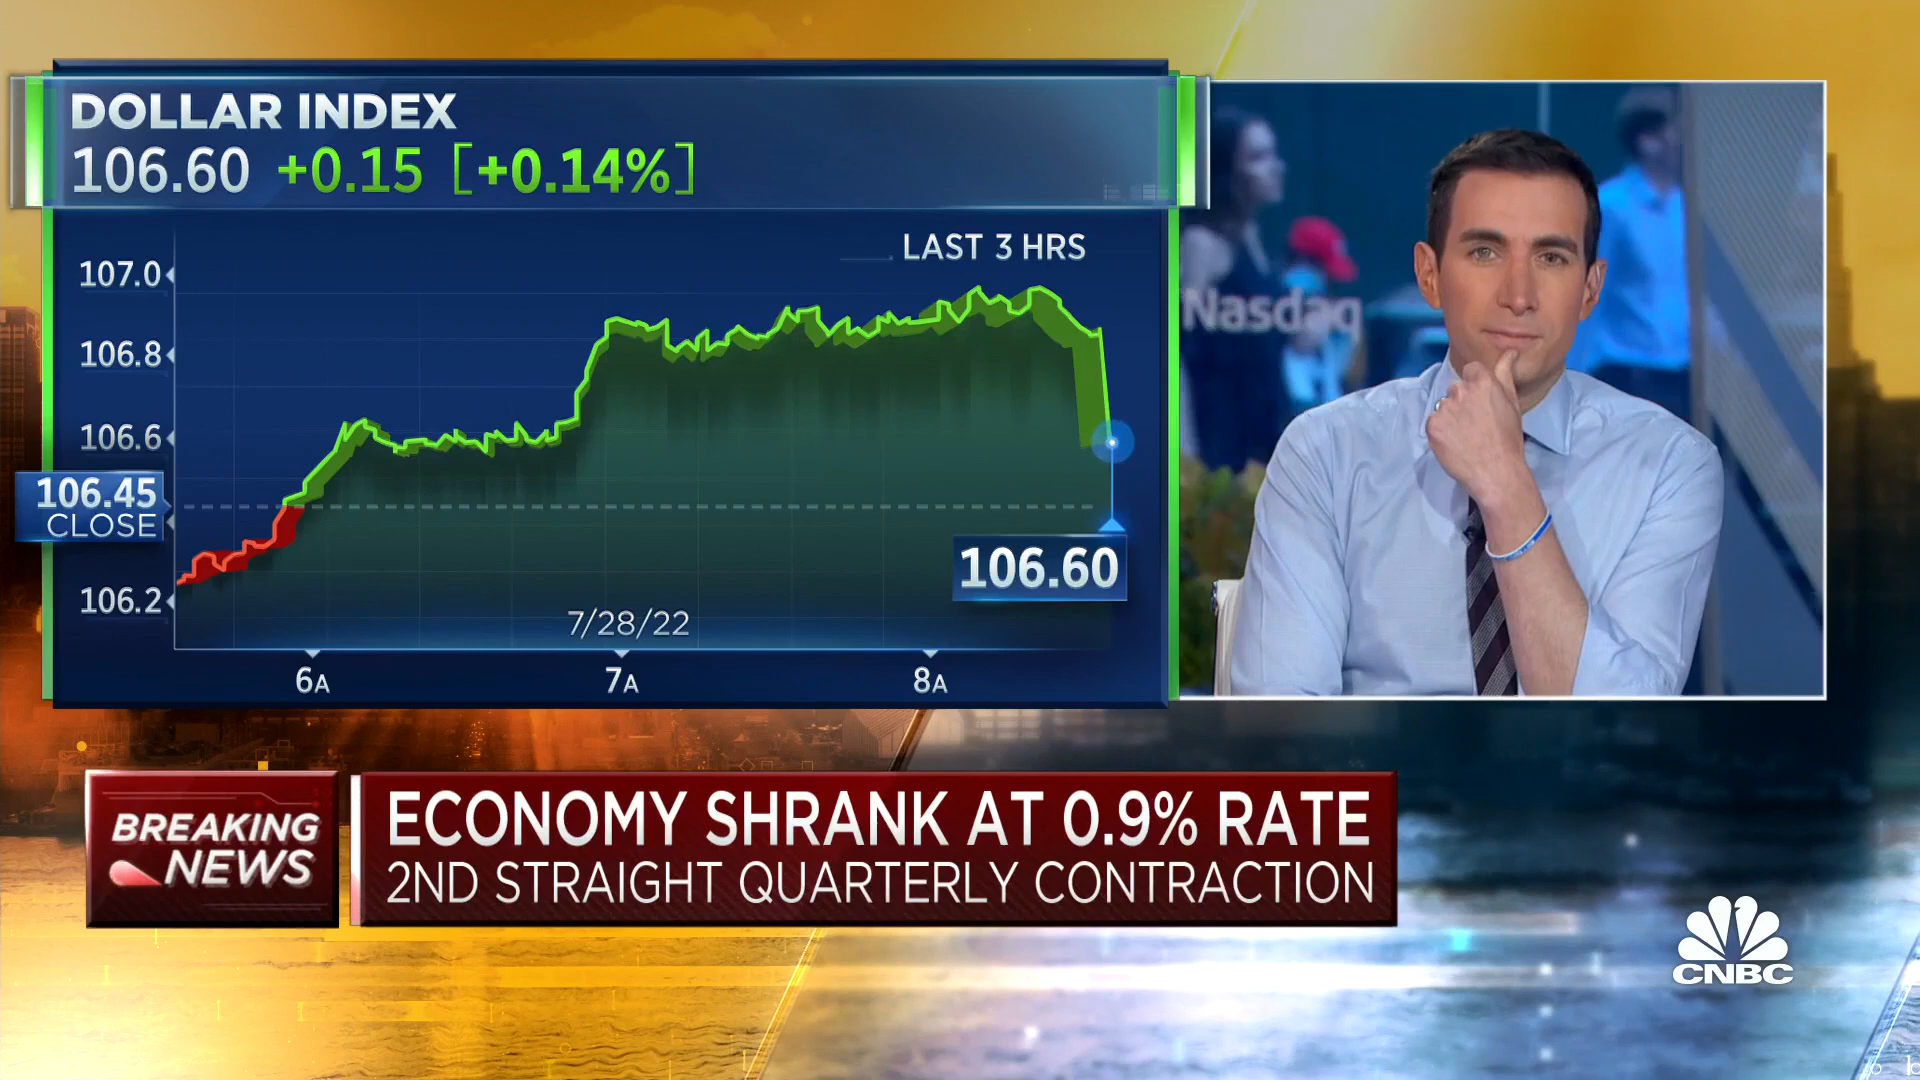 DOLLAR INDEX
106.60 +0.15 [+0.14%]
LAST 3 HRS
107.0
106.8
106.6
106.45
CLOSE
106.2
106.60
7/28/22
6A 7A 8A
Nasdaq
BREAKING
NEWS
ECONOMY SHRANK AT 0.9% RATE
2ND STRAIGHT QUARTERLY CONTRACTION
CNBC